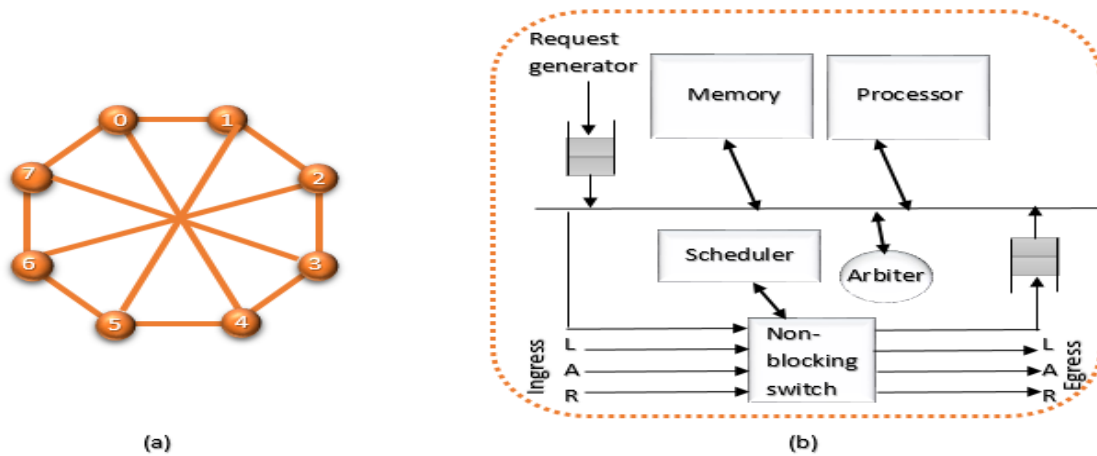 0
1
7
2
6
3
5
4
(a)
Request
generator
Memory
Processor
Scheduler
Arbiter
Ingress
L
A
R
Non-
blocking
switch
L
A
R
Egress
(b)